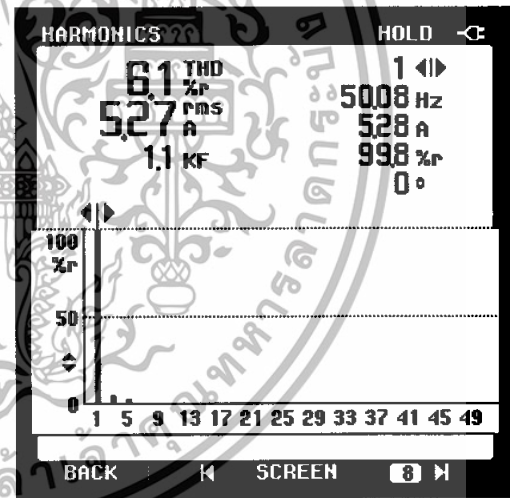 HARMONICS HOLD
6.1 THD %r
5.27 rms A
1.1 KF
1
50.08 Hz
5.28 A
99.8 %r
0 °
100
%r
50
0
1 5 9 13 17 21 25 29 33 37 41 45 49
BACK SCREEN 8